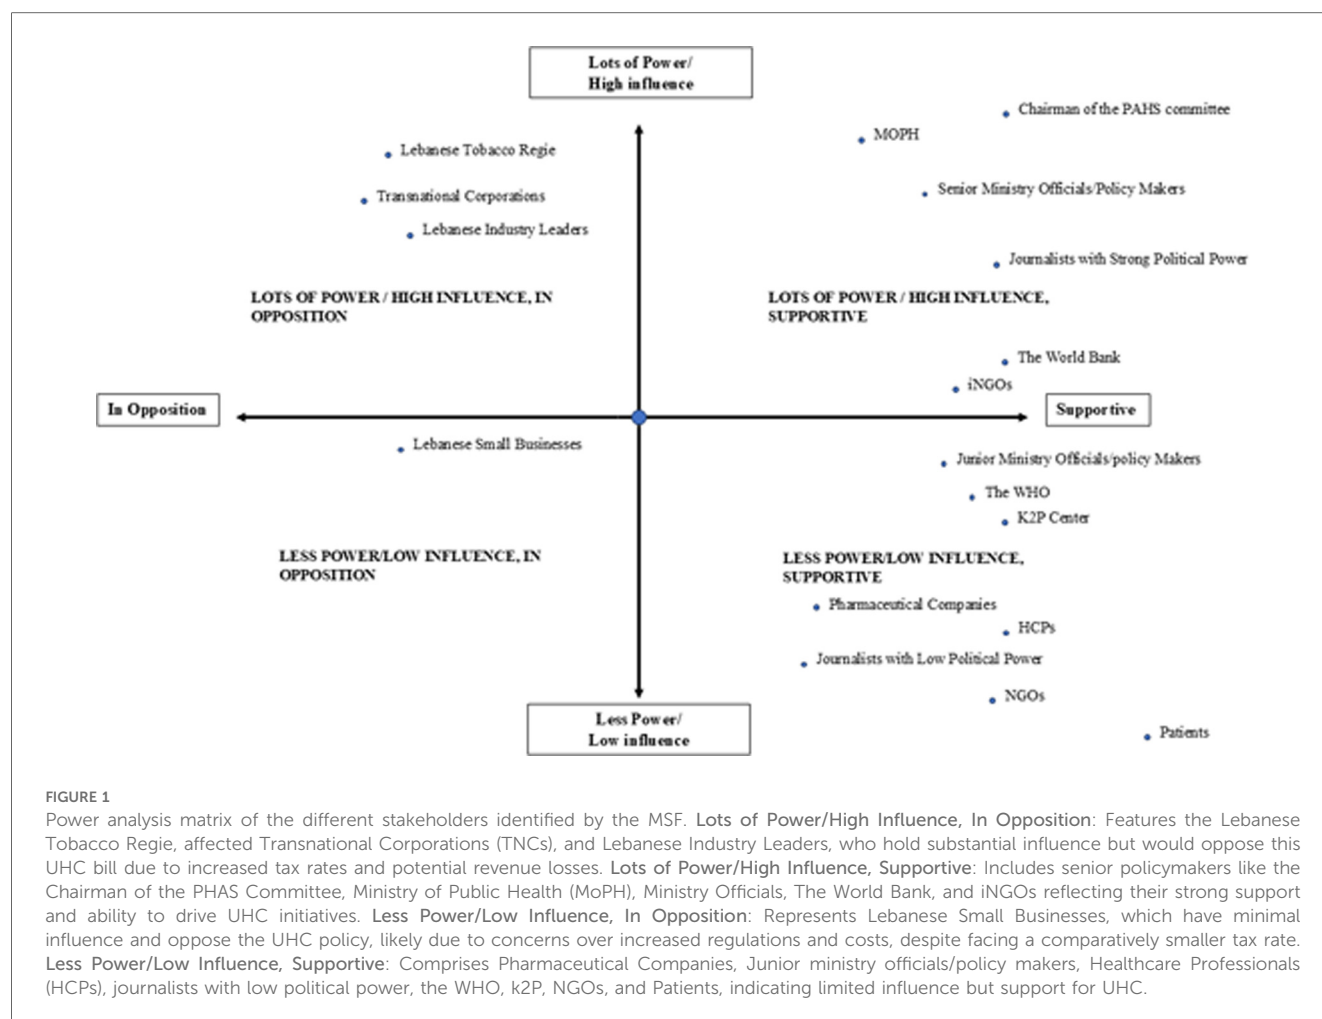 Lots of Power/
High influence
Chairman of the PAHS committee
MOPH
Lebanese Tobacco Regie
Senior Ministry Officials/Policy Makers
Transnational Corporations
Lebanese Industry Leaders
Journalists with Strong Political Power
LOTS OF POWER / HIGH INFLUENCE, IN
OPPOSITION
LOTS OF POWER / HIGH INFLUENCE,
SUPPORTIVE
The World Bank
iNGOs
In Opposition
Supportive
Lebanese Small Businesses
Junior Ministry Officials/policy Makers
The WHO
K2P Center
LESS POWER/LOW INFLUENCE, IN
OPPOSITION
LESS POWER/LOW INFLUENCE,
SUPPORTIVE
Pharmaceutical Companies
HCPs
Journalists with Low Political Power
NGOs
Less Power/
Low influence
Patients
FIGURE 1
Power analysis matrix of the different stakeholders identified by the MSF. Lots of Power/High Influence, In Opposition: Features the Lebanese
Tobacco Regie, affected Transnational Corporations (TNCs), and Lebanese Industry Leaders, who hold substantial influence but would oppose this
UHC bill due to increased tax rates and potential revenue losses. Lots of Power/High Influence, Supportive: Includes senior policymakers like the
Chairman of the PHAS Committee, Ministry of Public Health (MoPH), Ministry Officials, The World Bank, and iNGOs reflecting their strong support
and ability to drive UHC initiatives. Less Power/Low Influence, In Opposition: Represents Lebanese Small Businesses, which have minimal
influence and oppose the UHC policy, likely due to concerns over increased regulations and costs, despite facing a comparatively smaller tax rate.
Less Power/Low Influence, Supportive: Comprises Pharmaceutical Companies, Junior ministry officials/policy makers, Healthcare Professionals
(HCPs), journalists with low political power, the WHO, k2P, NGOs, and Patients, indicating limited influence but support for UHC.